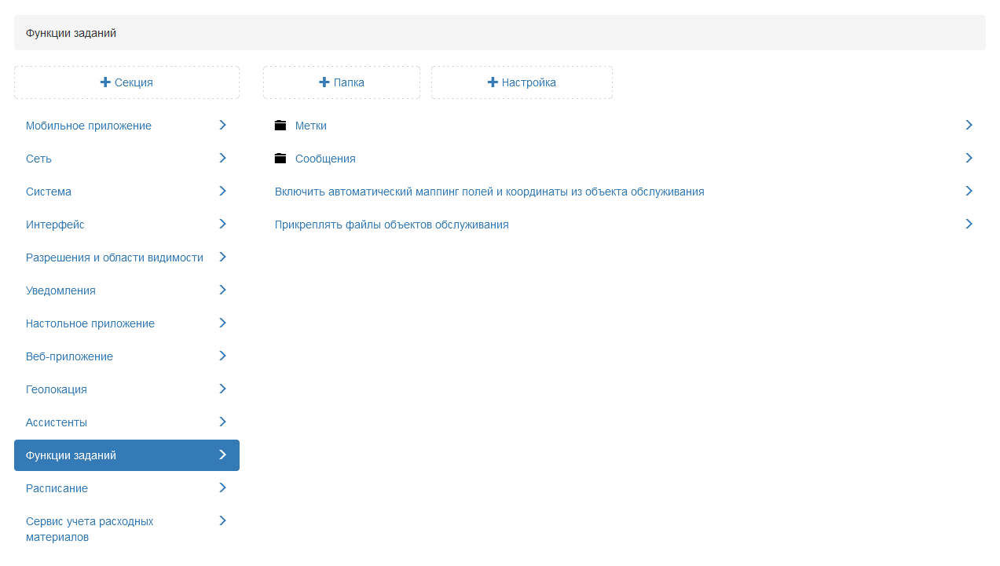 Функции заданий
Секция
Папка
Настройка
Мобильное приложение
Сеть
Система
Интерфейс
Разрешения и области видимости
Уведомления
Настольное приложение
Веб-приложение
Геолокация
Ассистенты
Функции заданий
Расписание
Сервис учета расходных
материалов
Метки
Сообщения
Включить автоматический маппинг полей и координаты из объекта обслуживания
Прикреплять файлы объектов обслуживания